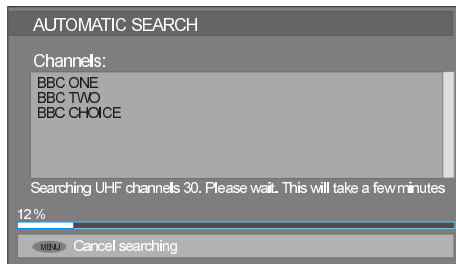 AUTOMATIC SEARCH
Channels:
BBC ONE
BBC TWO
BBC CHOICE
Searching UHF channels 30. Please wait. This will take a few minutes
12%
MENU Cancel searching